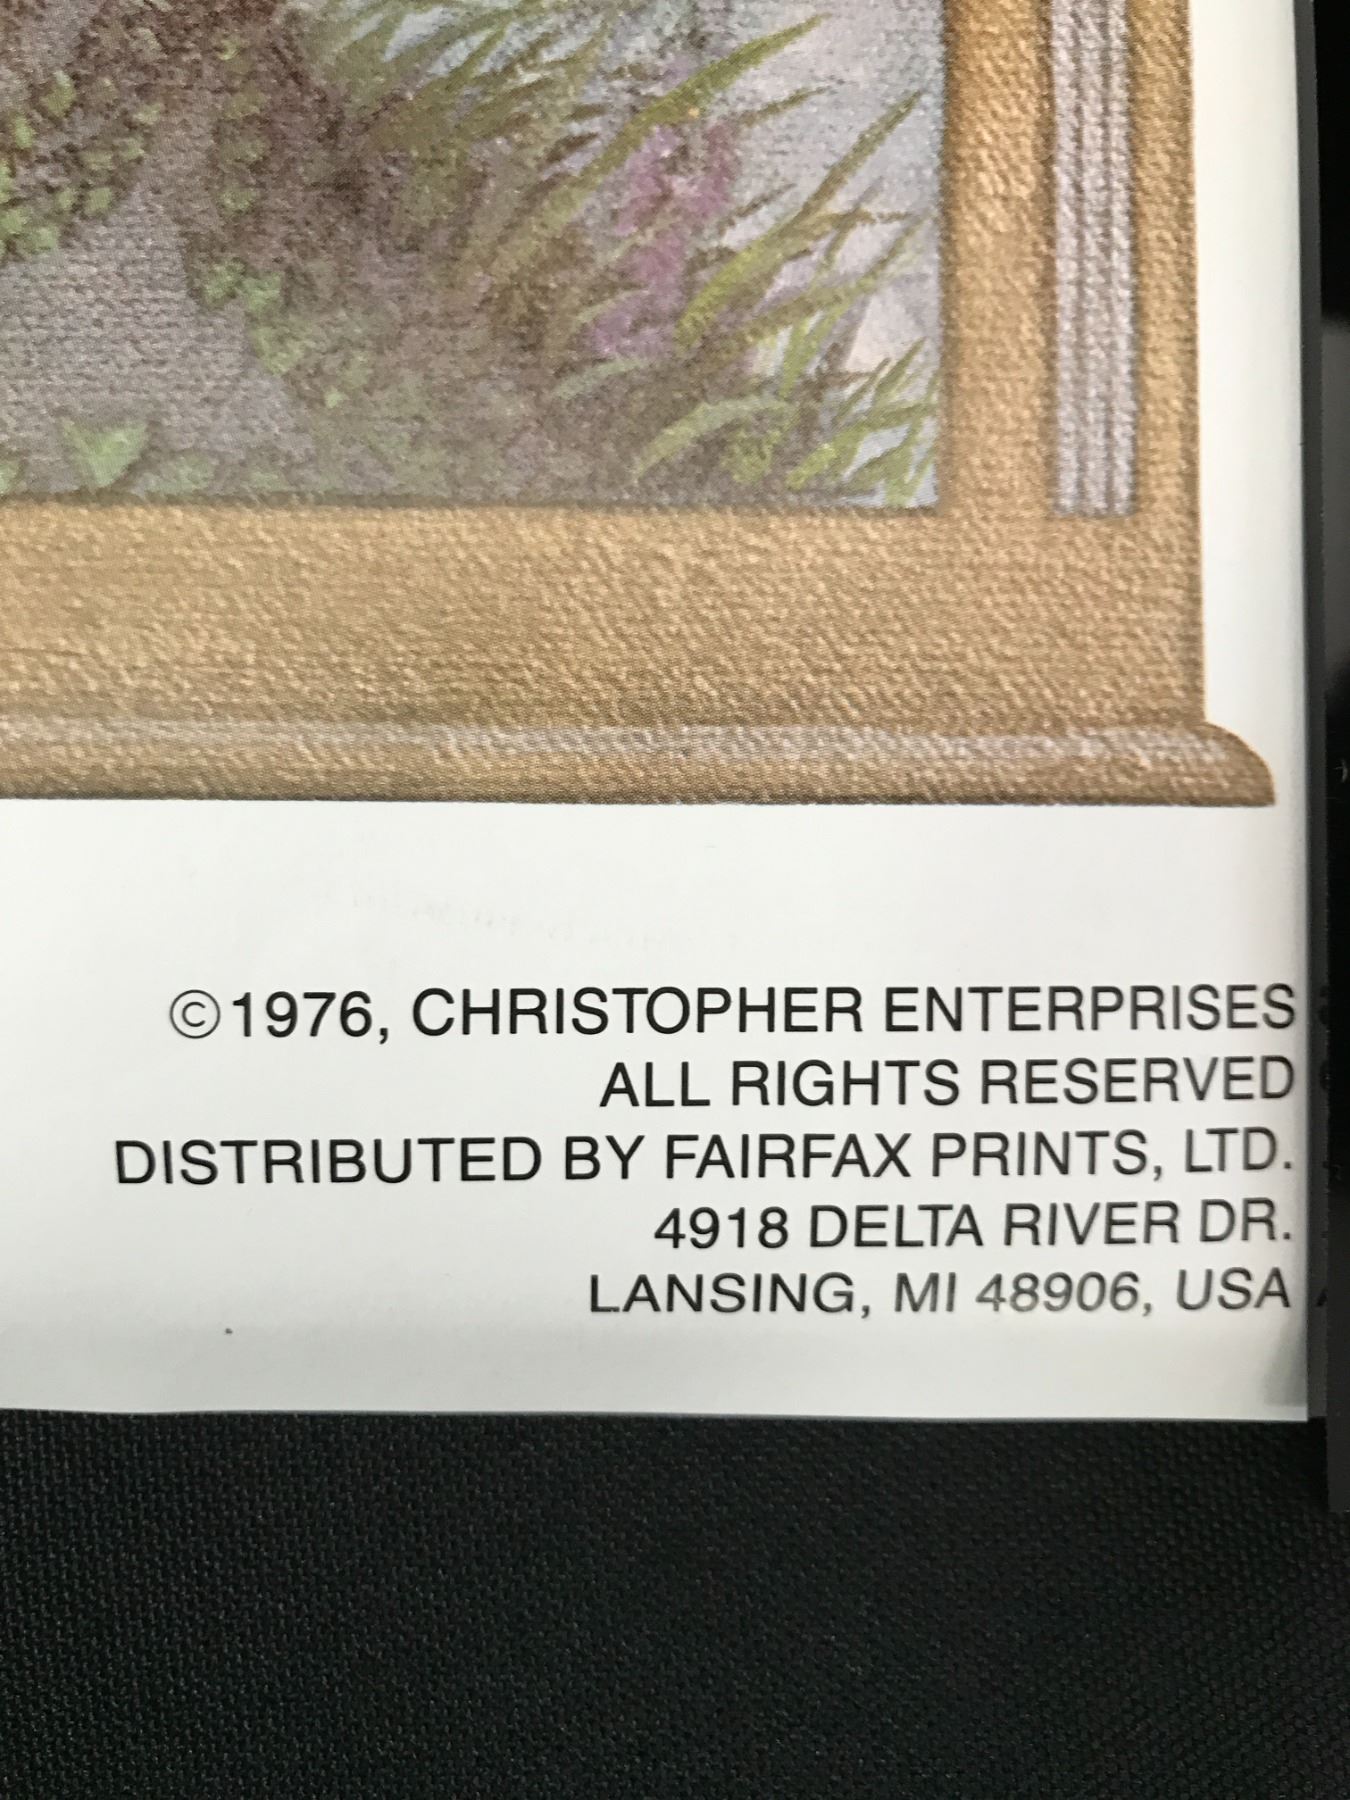 ©1976, CHRISTOPHER ENTERPRISES
ALL RIGHTS RESERVED
DISTRIBUTED BY FAIRFAX PRINTS, LTD.
4918 DELTA RIVER DR.
LANSING, MI 48906, USA